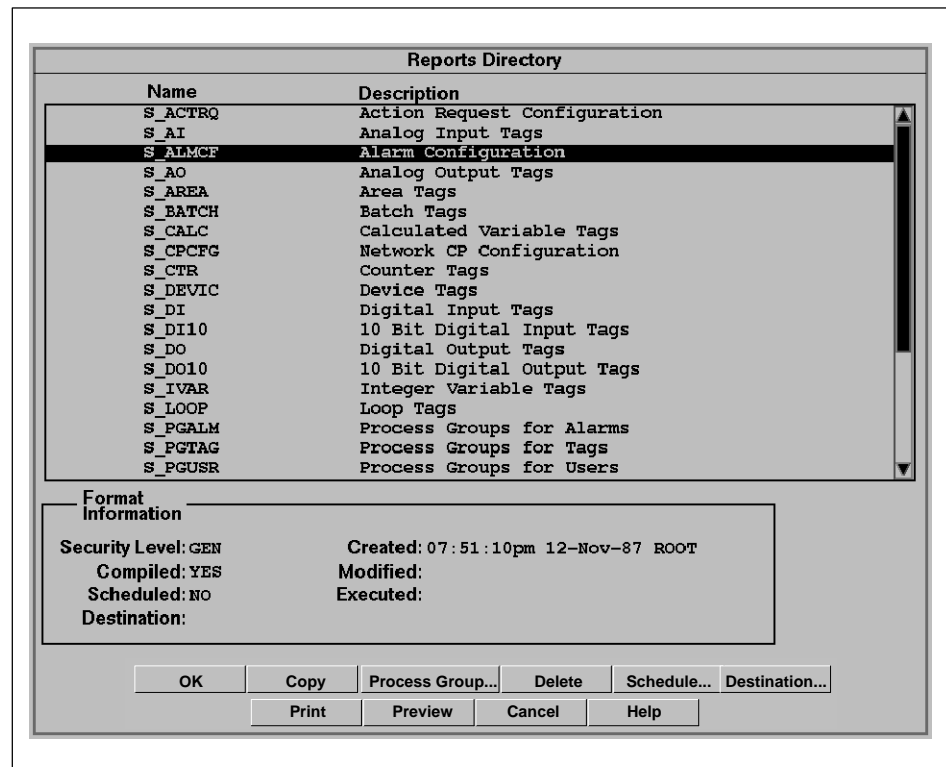 Reports Directory
Name Description
S_ACTRQ Action Request Configuration
S_AI Analog Input Tags
S_ALMCF Alarm Configuration
S_AO Analog Output Tags
S_AREA Area Tags
S_BATCH Batch Tags
S_CALC Calculated Variable Tags
S_CPCFG Network CP Configuration
S_CTR Counter Tags
S_DEVIC Device Tags
S_DI Digital Input Tags
S_DI10 10 Bit Digital Input Tags
S_DO Digital Output Tags
S_DO10 10 Bit Digital Output Tags
S_IVAR Integer Variable Tags
S_LOOP Loop Tags
S_PGALM Process Groups for Alarms
S_PGTAG Process Groups for Tags
S_PGUSR Process Groups for Users
Format
Information
Security Level: GEN Created: 07:51:10pm 12-Nov-87 ROOT
Compiled: YES Modified:
Scheduled: NO Executed:
Destination:
OK Copy Process Group... Delete Schedule... Destination...
Print Preview Cancel Help